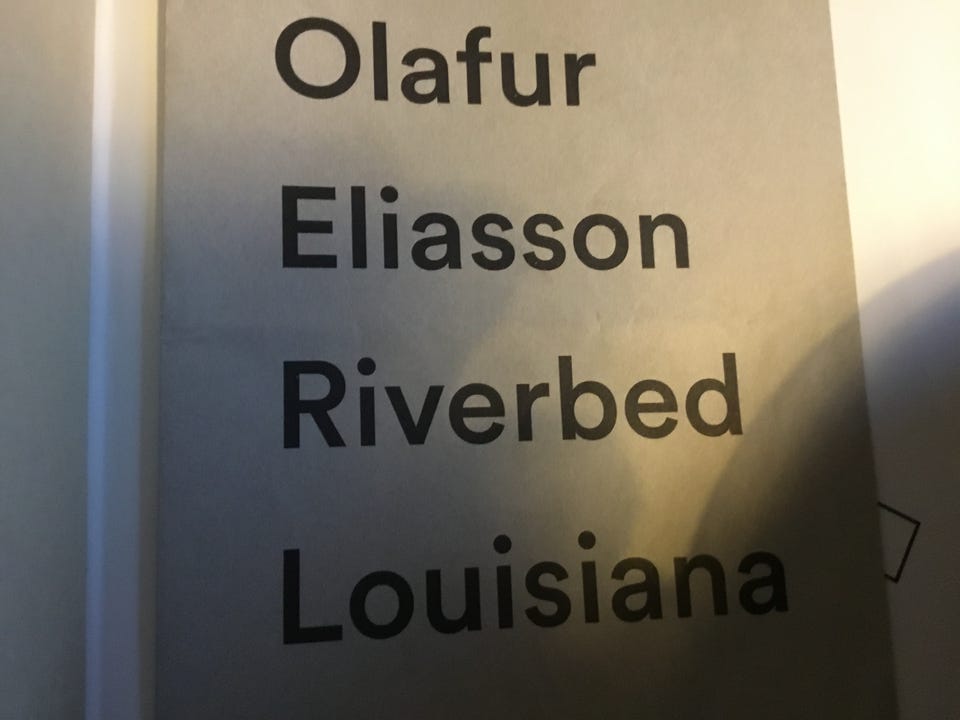 Olafur
Eliasson
Riverbed
Louisiana